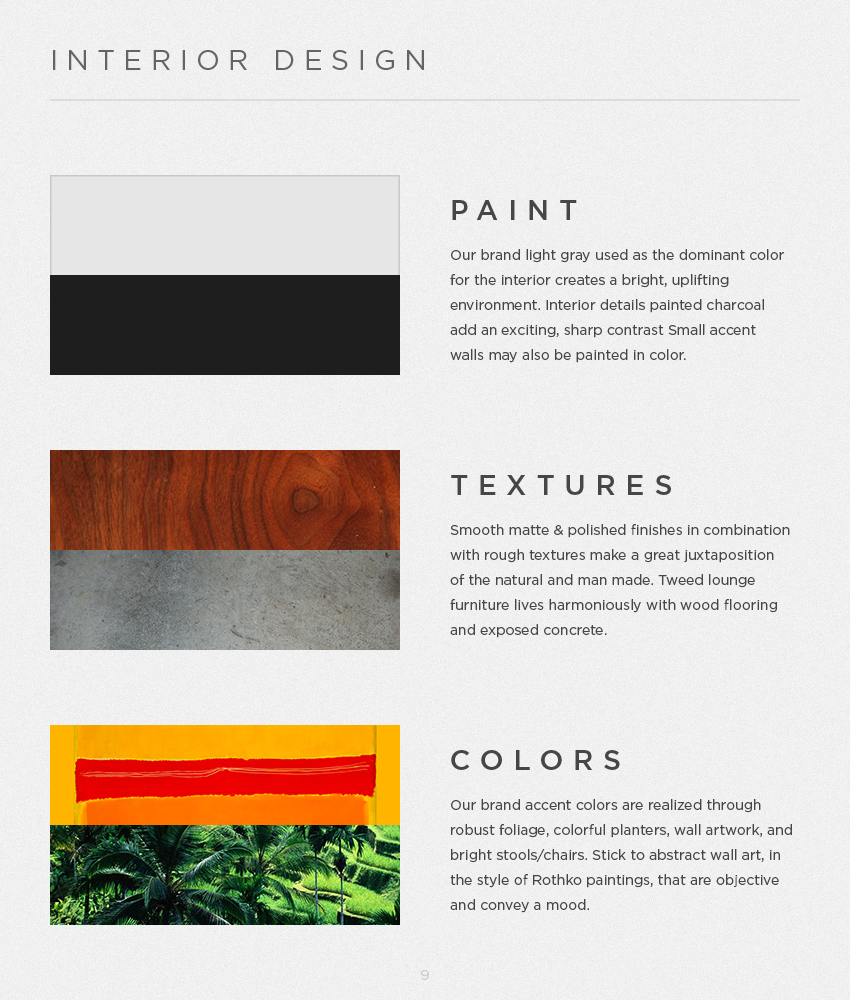 INTERIOR DESIGN
PAINT
Our brand light gray used as the dominant color
for the interior creates a bright, uplifting
environment. Interior details painted charcoal
add an exciting, sharp contrast Small accent
walls may also be painted in color.
TEXTURES
Smooth matte & polished finishes in combination
with rough textures make a great juxtaposition
of the natural and man made. Tweed lounge
furniture lives harmoniously with wood flooring
and exposed concrete.
COLORS
Our brand accent colors are realized through
robust foliage, colorful planters, wall artwork, and
bright stools/chairs. Stick to abstract wall art, in
the style of Rothko paintings, that are objective
and convey a mood.
9